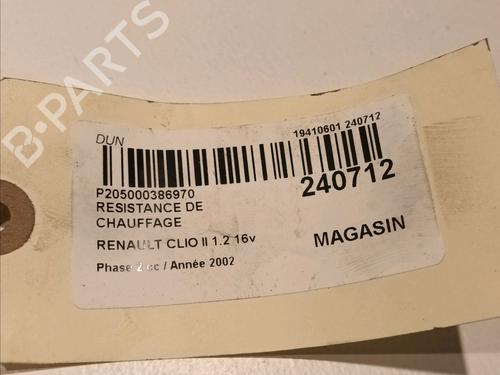 B-PARTS
DUN
19410601 240712
P205000386970
240712
RESISTANCE DE
CHAUFFAGE
RENAULT CLIO II 1.2 16v
MAGASIN
Phase 2 cc / Année 2002